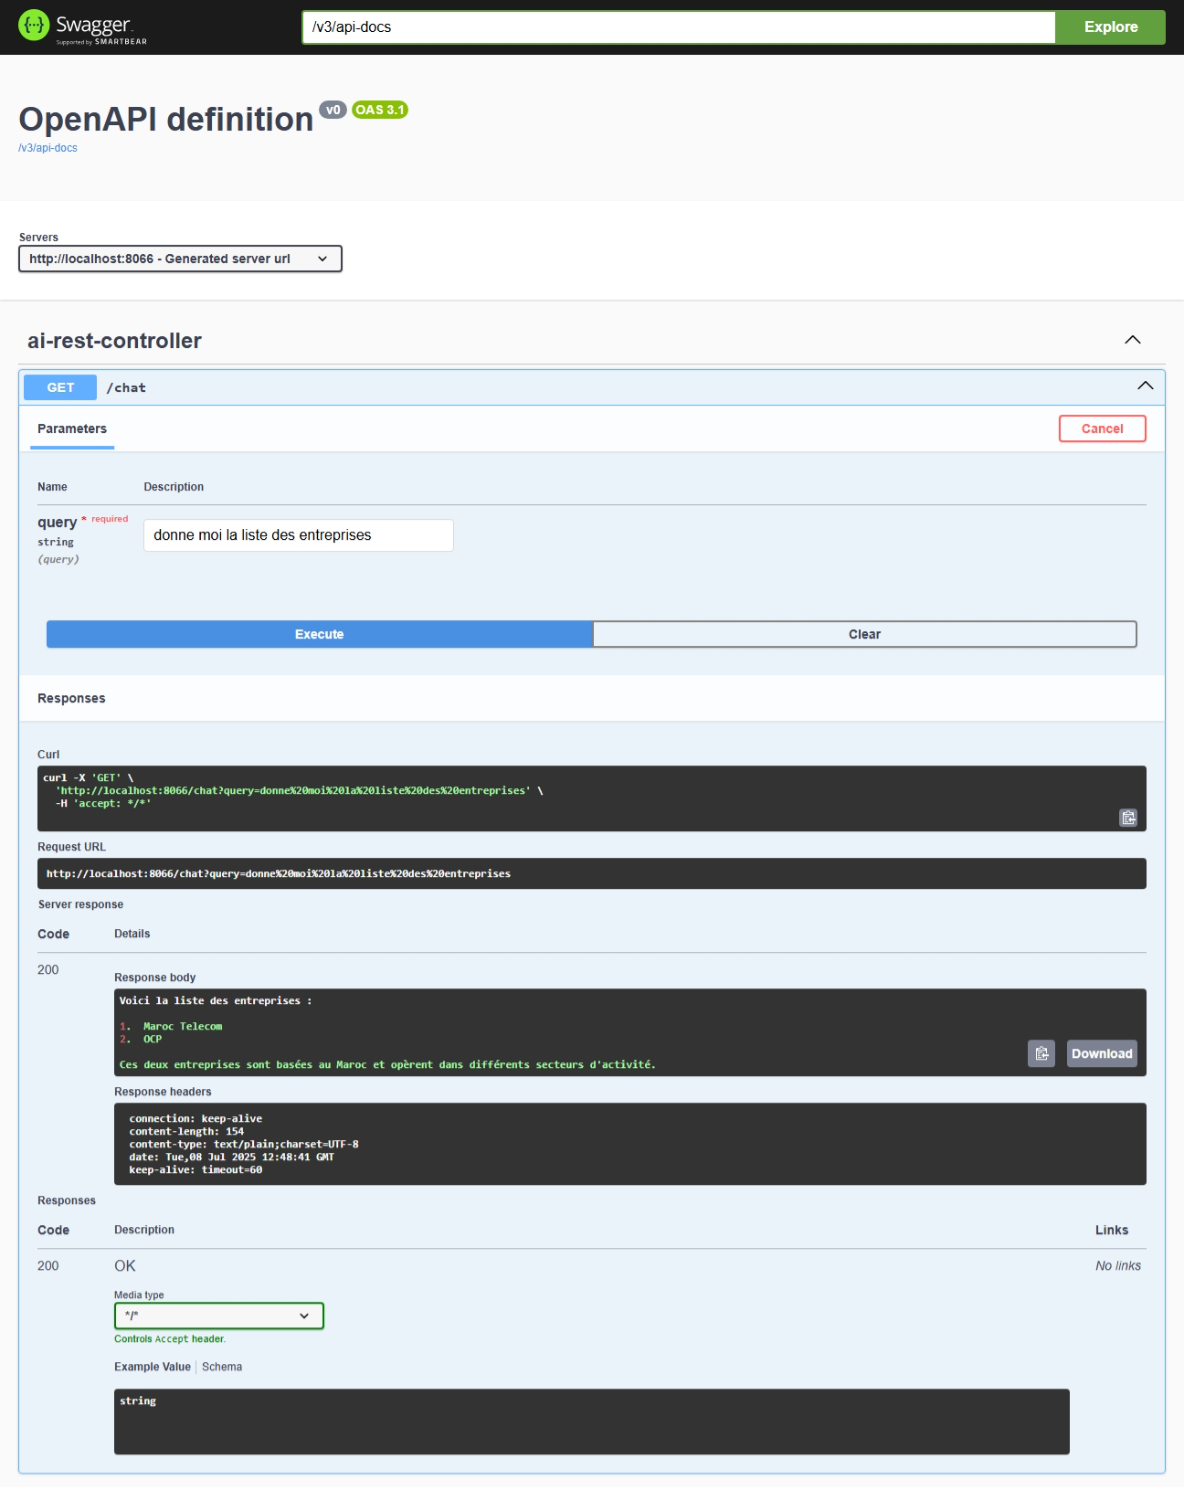 Swagger
Supported by SMARTBEAR
/v3/api-docs
Explore
OpenAPI definition v0 OAS 3.1
/v3/api-docs
Servers
http://localhost:8066 - Generated server url
ai-rest-controller
GET /chat
Parameters
Cancel
Name Description
query * required
string
(query)
donne moi la liste des entreprises
Execute
Clear
Responses
Curl
curl -X 'GET' \
'http://localhost:8066/chat?query=donne%20moi%20la%20liste%20des%20entreprises' \
-H 'accept: */*'
Request URL
http://localhost:8066/chat?query=donne%20moi%20la%20liste%20des%20entreprises
Server response
Code Details
200
Response body
Voici la liste des entreprises :
1. Maroc Telecom
2. OCP
Ces deux entreprises sont basées au Maroc et opèrent dans différents secteurs d'activité.
Download
Response headers
connection: keep-alive
content-length: 154
content-type: text/plain;charset=UTF-8
date: Tue,08 Jul 2025 12:48:41 GMT
keep-alive: timeout=60
Responses
Code Description Links
200 OK No links
Media type
*/*
Controls Accept header.
Example Value Schema
string